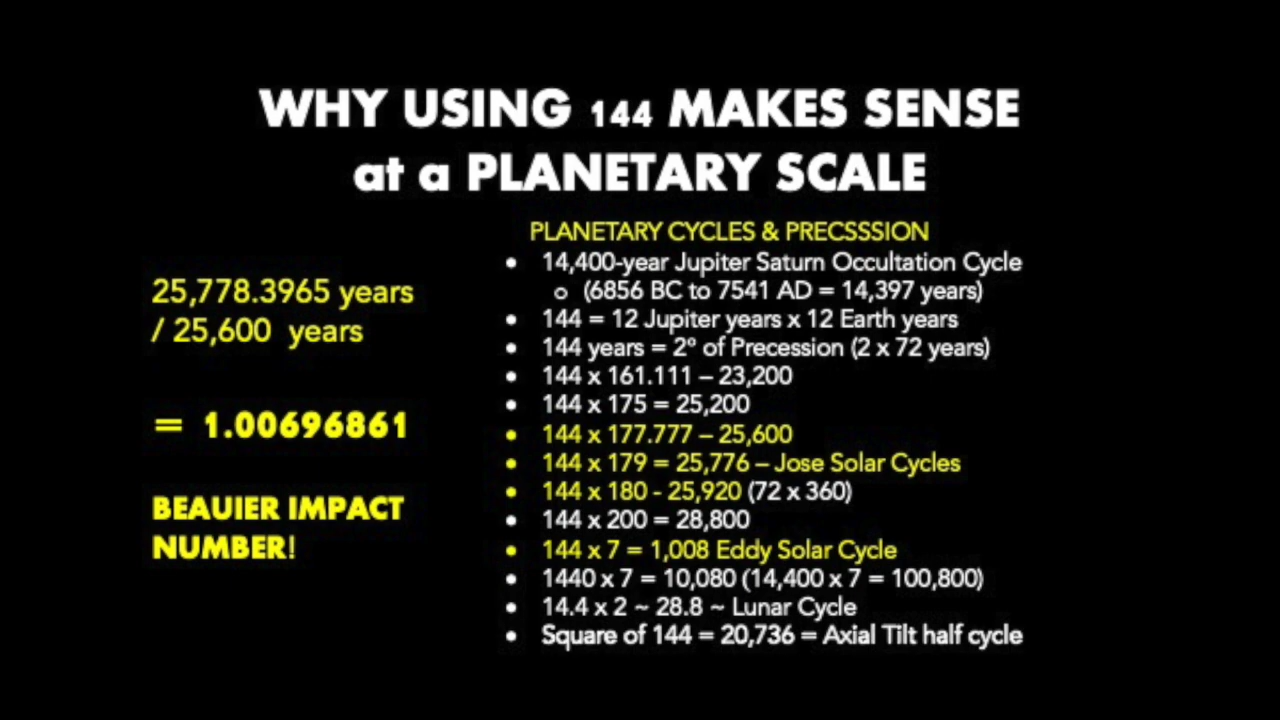 WHY USING 144 MAKES SENSE
at a PLANETARY SCALE
25,778.3965 years
/ 25,600 years
= 1.00696861
BEAUIER IMPACT
NUMBER!
PLANETARY CYCLES & PRECSSSION
• 14,400-year Jupiter Saturn Occultation Cycle
o (6856 BC to 7541 AD = 14,397 years)
• 144 = 12 Jupiter years x 12 Earth years
• 144 years = 2º of Precession (2 x 72 years)
• 144 x 161.111 – 23,200
• 144 x 175 = 25,200
• 144 x 177.777 – 25,600
• 144 x 179 = 25,776 – Jose Solar Cycles
• 144 x 180 - 25,920 (72 x 360)
• 144 x 200 = 28,800
• 144 x 7 = 1,008 Eddy Solar Cycle
• 1440 x 7 = 10,080 (14,400 x 7 = 100,800)
• 14.4 x 2 ~ 28.8 ~ Lunar Cycle
• Square of 144 = 20,736 = Axial Tilt half cycle